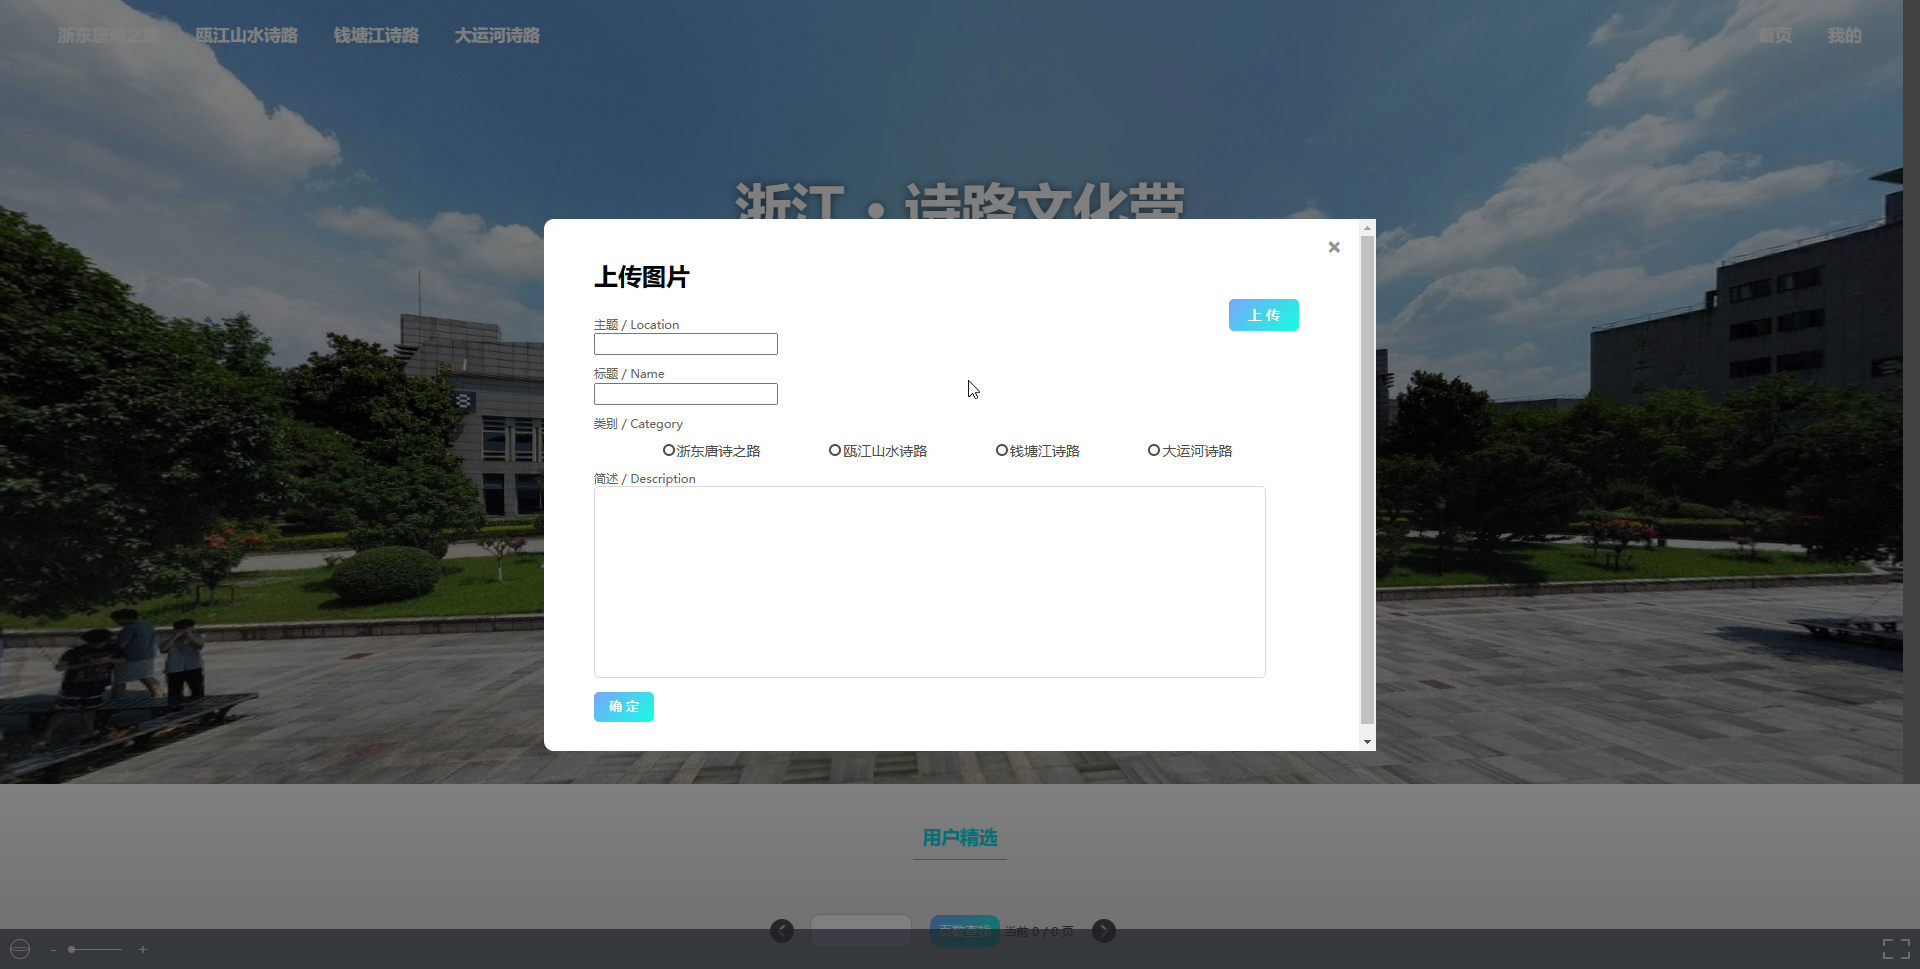 浙东唐诗之路 瓯江山水诗路 钱塘江诗路 大运河诗路 首页 我的
浙江·诗路文化带
上传图片
上 传
主题 / Location
标题 / Name
类别 / Category
浙东唐诗之路 瓯江山水诗路 钱塘江诗路 大运河诗路
简述 / Description
确 定
用户精选
页数查找 当前 0 / 0 页